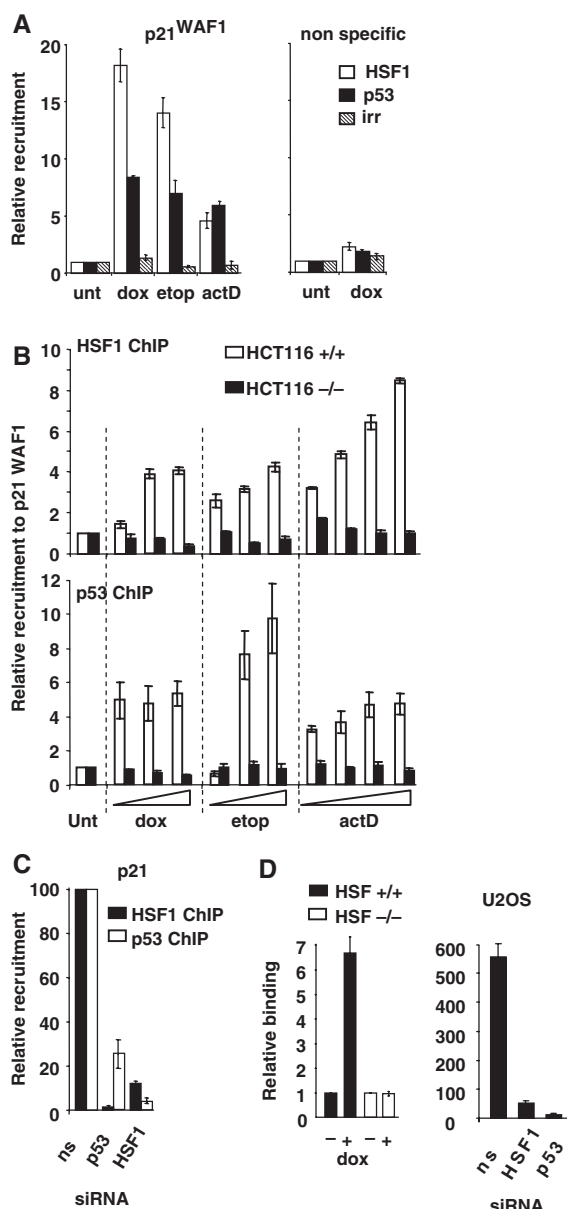 A
p21WAF1
non specific
Relative recruitment
20
15
10
5
0
HSF1
p53
irr
unt dox etop actD
unt dox
B
HSF1 ChIP
HCT116 +/+
HCT116 –/–
Relative recruitment to p21 WAF1
10
8
6
4
2
0
p53 ChIP
12
10
8
6
4
2
0
Unt dox etop actD
C
p21
HSF1 ChIP
p53 ChIP
Relative recruitment
100
80
60
40
20
0
ns p53 HSF1
siRNA
D
HSF +/+
HSF –/–
Relative binding
7
6
5
4
3
2
1
0
– + – +
dox
U2OS
600
500
400
300
200
100
0
ns HSF1 p53
siRNA